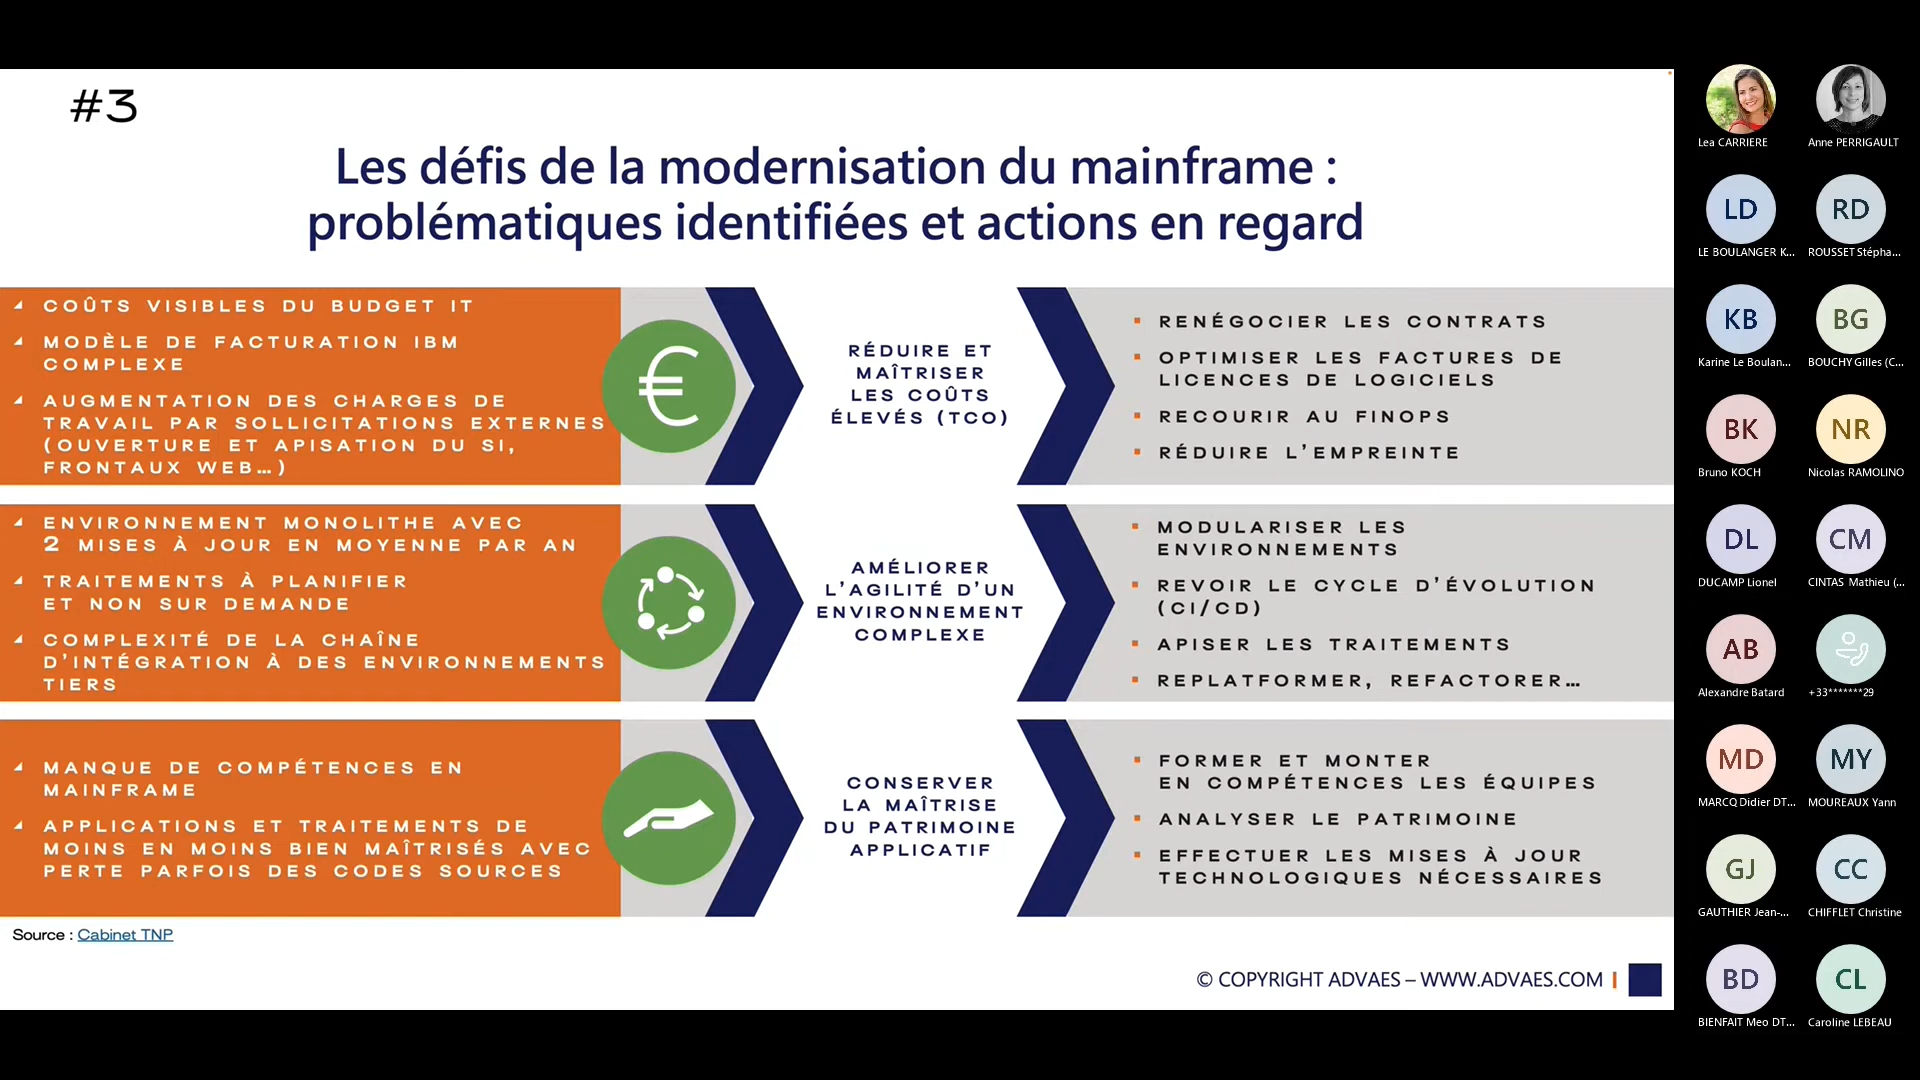 #3
Les défis de la modernisation du mainframe :
problématiques identifiées et actions en regard
COÛTS VISIBLES DU BUDGET IT
MODÈLE DE FACTURATION IBM
COMPLEXE
AUGMENTATION DES CHARGES DE
TRAVAIL PAR SOLLICITATIONS EXTERNES
(OUVERTURE ET APISATION DU SI,
FRONTAUX WEB…)
€
RÉDUIRE ET
MAÎTRISER
LES COÛTS
ÉLEVÉS (TCO)
RENÉGOCIER LES CONTRATS
OPTIMISER LES FACTURES DE
LICENCES DE LOGICIELS
RECOURIR AU FINOPS
RÉDUIRE L’EMPREINTE
ENVIRONNEMENT MONOLITHE AVEC
2 MISES À JOUR EN MOYENNE PAR AN
TRAITEMENTS À PLANIFIER
ET NON SUR DEMANDE
COMPLEXITÉ DE LA CHAÎNE
D’INTÉGRATION À DES ENVIRONNEMENTS
TIERS
AMÉLIORER
L’AGILITÉ D’UN
ENVIRONNEMENT
COMPLEXE
MODULARISER LES
ENVIRONNEMENTS
REVOIR LE CYCLE D’ÉVOLUTION
(CI/CD)
APISER LES TRAITEMENTS
REPLATFORMER, REFACTORER…
MANQUE DE COMPÉTENCES EN
MAINFRAME
APPLICATIONS ET TRAITEMENTS DE
MOINS EN MOINS BIEN MAÎTRISÉS AVEC
PERTE PARFOIS DES CODES SOURCES
CONSERVER
LA MAÎTRISE
DU PATRIMOINE
APPLICATIF
FORMER ET MONTER
EN COMPÉTENCES LES ÉQUIPES
ANALYSER LE PATRIMOINE
EFFECTUER LES MISES À JOUR
TECHNOLOGIQUES NÉCESSAIRES
Source : Cabinet TNP
© COPYRIGHT ADVAES – WWW.ADVAES.COM
Lea CARRIERE
Anne PERRIGAULT
LD
RD
LE BOULANGER K...
ROUSSET Stépha...
KB
BG
Karine Le Boulan...
BOUCHY Gilles (C...
BK
NR
Bruno KOCH
Nicolas RAMOLINO
DL
CM
DUCAMP Lionel
CINTAS Mathieu (...
AB
Alexandre Batard
+33*******29
MD
MY
MARCQ Didier DT...
MOUREAUX Yann
GJ
CC
GAUTHIER Jean-...
CHIFFLET Christine
BD
CL
BIENFAIT Meo DT...
Caroline LEBEAU